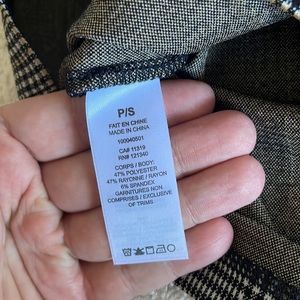 P/S
FAIT EN CHINE
MADE IN CHINA
100040501
CA# 11319
RN# 121340
CORPS / BODY:
47% POLYESTER
47% RAYONNE / RAYON
6% SPANDEX
GARNITURES NON
COMPRISES / EXCLUSIVE
OF TRIMS